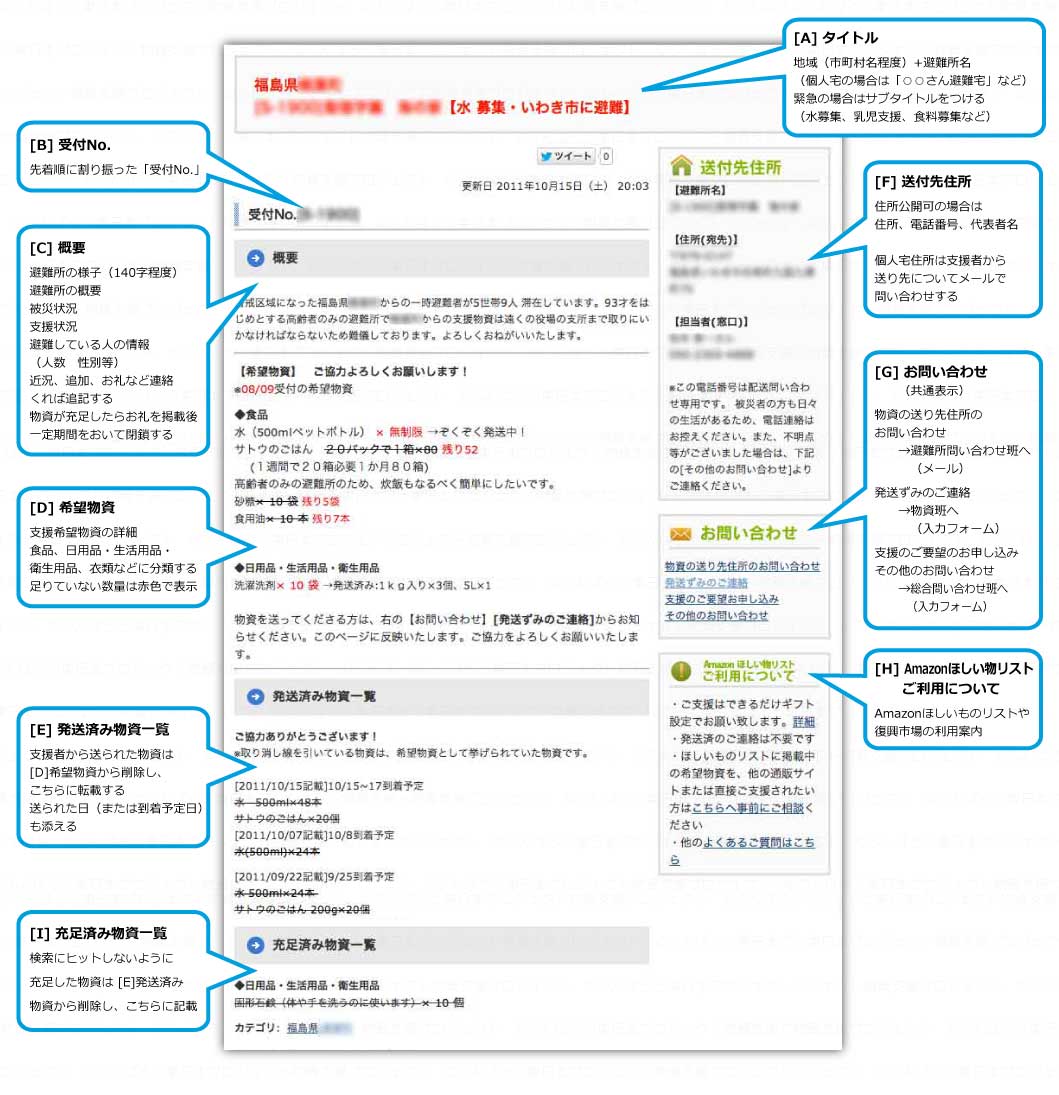 [A] タイトル
地域（市町村名程度）+避難所名
（個人宅の場合は「○○さん避難宅」など）
緊急の場合はサブタイトルをつける
（水募集、乳児支援、食料募集など）
福島県
【水 募集・いわき市に避難】
[B] 受付No.
先着順に割り振った「受付No.」
ツイート 0
更新日 2011年10月15日（土） 20:03
受付No.
[C] 概要
避難所の様子（140字程度）
避難所の概要
被災状況
支援状況
避難している人の情報
（人数　性別等）
近況、追加、お礼など連絡
くれば追記する
物資が充足したらお礼を掲載後
一定期間をおいて閉鎖する
概要
戒区域になった福島県
からの一時避難者が5世帯9人 滞在しています。93才をは
じめとする高齢者のみの避難所で
からの支援物資は遠くの役場の支所まで取りにい
かなければならないため難儀しております。よろしくおねがいいたします。
【希望物資】　ご協力よろしくお願いします！
※08/09受付の希望物資
◆食品
水（500mlペットボトル） × 無制限 →ぞくぞく発送中！
サトウのごはん　２０パックで１箱×80 残り52
（１週間で２０箱必要１か月８０箱）
高齢者のみの避難所のため、炊飯もなるべく簡単にしたいです。
砂糖× 10 袋 残り5袋
食用油× 10 本 残り7本
[D] 希望物資
支援希望物資の詳細
食品、日用品・生活用品・
衛生用品、衣類などに分類する
足りていない数量は赤色で表示
◆日用品・生活用品・衛生用品
洗濯洗剤× 10 袋 →発送済み:1ｋｇ入り×3個、5L×1
物資を送ってくださる方は、右の【お問い合わせ】[発送ずみのご連絡]からお知
らせください。このページに反映いたします。ご協力をよろしくお願いいたしま
す。
発送済み物資一覧
[E] 発送済み物資一覧
支援者から送られた物資は
[D]希望物資から削除し、
こちらに転載する
送られた日（または到着予定日）
も添える
ご協力ありがとうございます！
※取り消し線を引いている物資は、希望物資として挙げられていた物資です。
[2011/10/15記載]10/15~17到着予定
水　500ml×48本
サトウのごはん×20個
[2011/10/07記載]10/8到着予定
水(500ml)×24本
[2011/09/22記載]9/25到着予定
水 500ml×24本
サトウのごはん 200g×20個
充足済み物資一覧
[I] 充足済み物資一覧
検索にヒットしないように
充足した物資は [E]発送済み
物資から削除し、こちらに記載
◆日用品・生活用品・衛生用品
固形石鹸（体や手を洗うのに使います）× 10 個
カテゴリ: 福島県
送付先住所
【避難所名】
【住所(宛先)】
【担当者(窓口)】
※この電話番号は配送問い合わ
せ専用です。 被災者の方も日々
の生活があるため、電話連絡は
お控えください。また、不明点
等がございました場合は、下記
の[その他のお問い合わせ]より
ご連絡ください。
[F] 送付先住所
住所公開可の場合は
住所、電話番号、代表者名
個人宅住所は支援者から
送り先についてメールで
問い合わせする
お問い合わせ
物資の送り先住所のお問い合わせ
発送ずみのご連絡
支援のご要望お申し込み
その他のお問い合わせ
[G] お問い合わせ
（共通表示）
物資の送り先住所の
お問い合わせ
→避難所問い合わせ班へ
（メール）
発送ずみのご連絡
→物資班へ
（入力フォーム）
支援のご要望のお申し込み
その他のお問い合わせ
→総合問い合わせ班へ
（入力フォーム）
Amazon ほしい物リスト
ご利用について
・ご支援はできるだけギフト
設定でお願い致します。詳細
・発送済のご連絡は不要です
・ほしいものリストに掲載中
の希望物資を、他の通販サイ
トまたは直接ご支援されたい
方はこちらへ事前にご相談く
ださい
・他のよくあるご質問はこち
ら
[H] Amazonほしい物リスト
ご利用について
Amazonほしいものリストや
復興市場の利用案内